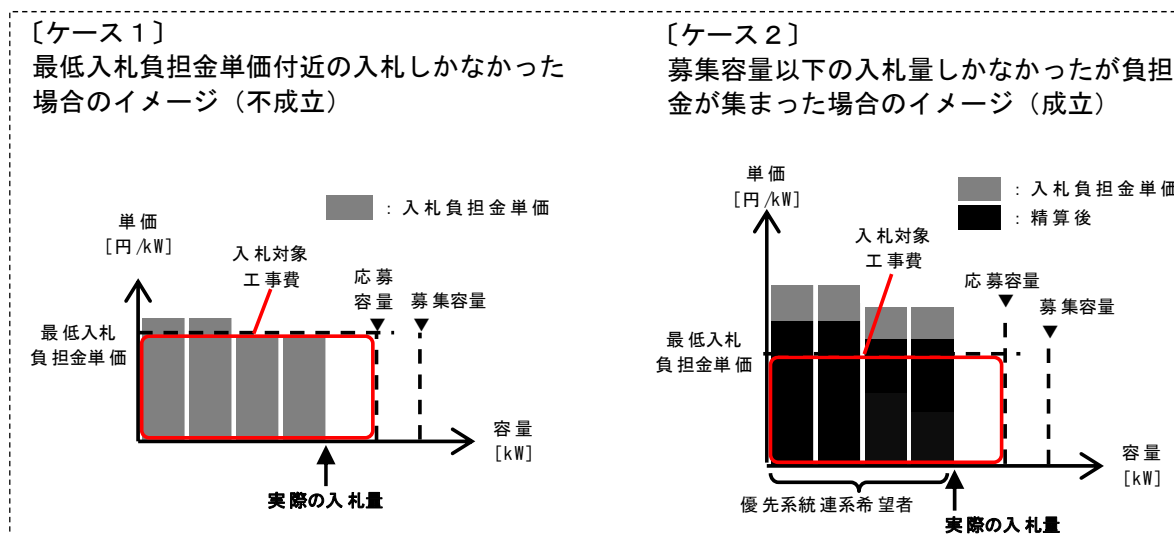 〔ケース１〕
最低入札負担金単価付近の入札しかなかった
場合のイメージ（不成立）
：入札負担金単価
単価
[円/kW]
入札対象
工事費
応募
容量
募集容量
最低入札
負担金単価
容量
[kW]
実際の入札量
〔ケース２〕
募集容量以下の入札量しかなかったが負担
金が集まった場合のイメージ（成立）
：入札負担金単価
：精算後
単価
[円/kW]
入札対象
工事費
応募容量
募集容量
最低入札
負担金単価
容量
[kW]
優先系統連系希望者
実際の入札量